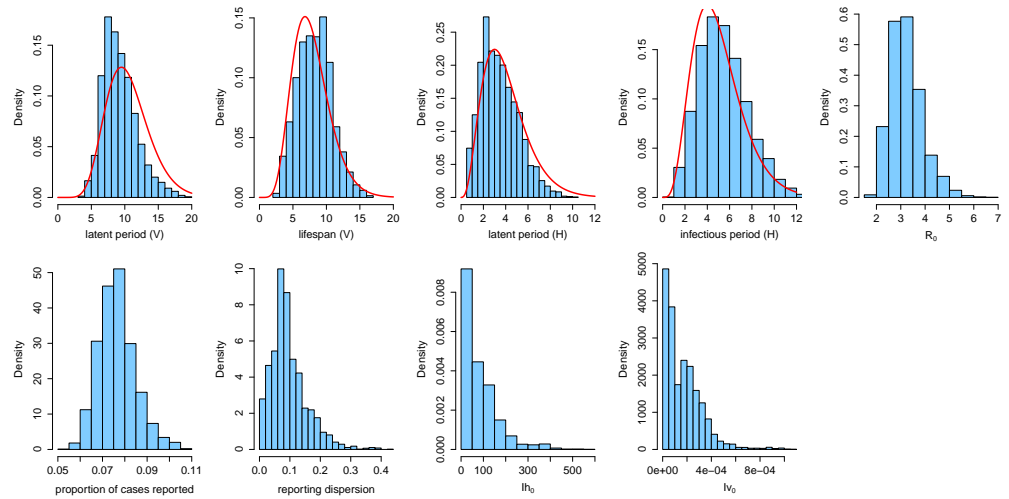 Density
0.00 0.05 0.10 0.15
0 5 10 15 20
latent period (V)
Density
0.00 0.05 0.10 0.15
0 5 10 15 20
lifespan (V)
Density
0.00 0.05 0.10 0.15 0.20 0.25
0 2 4 6 8 10 12
latent period (H)
Density
0.00 0.05 0.10 0.15
0 2 4 6 8 10 12
infectious period (H)
Density
0.0 0.1 0.2 0.3 0.4 0.5 0.6
2 3 4 5 6 7
R₀
Density
0 10 20 30 40 50
0.05 0.07 0.09 0.11
proportion of cases reported
Density
0 2 4 6 8 10
0.0 0.1 0.2 0.3 0.4
reporting dispersion
Density
0.000 0.002 0.004 0.006 0.008
0 100 300 500
Ih₀
Density
0 1000 2000 3000 4000 5000
0e+00 4e−04 8e−04
Iv₀